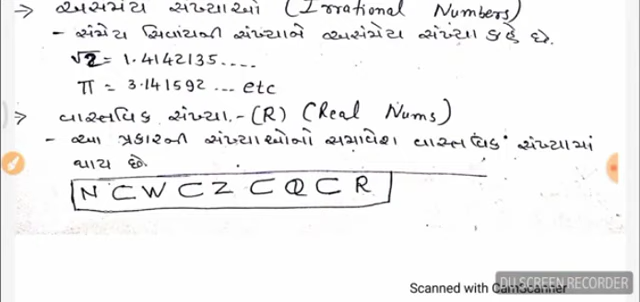 → અસંમેય સંખ્યાઓ (Irrational Numbers)
- સંમેય સિવાયની સંખ્યાને અસંમેય સંખ્યા કહે છે.
√2 = 1.4142135....
π = 3.141592 ... etc
→ વાસ્તવિક સંખ્યા.-(R) (Real Nums)
- આ પ્રકારની સંખ્યાઓનો સમાવેશ વાસ્તવિક સંખ્યામાં
થાય છે.
N ⊂ W ⊂ Z ⊂ Q ⊂ R
Scanned with CamScanner
DU SCREEN RECORDER